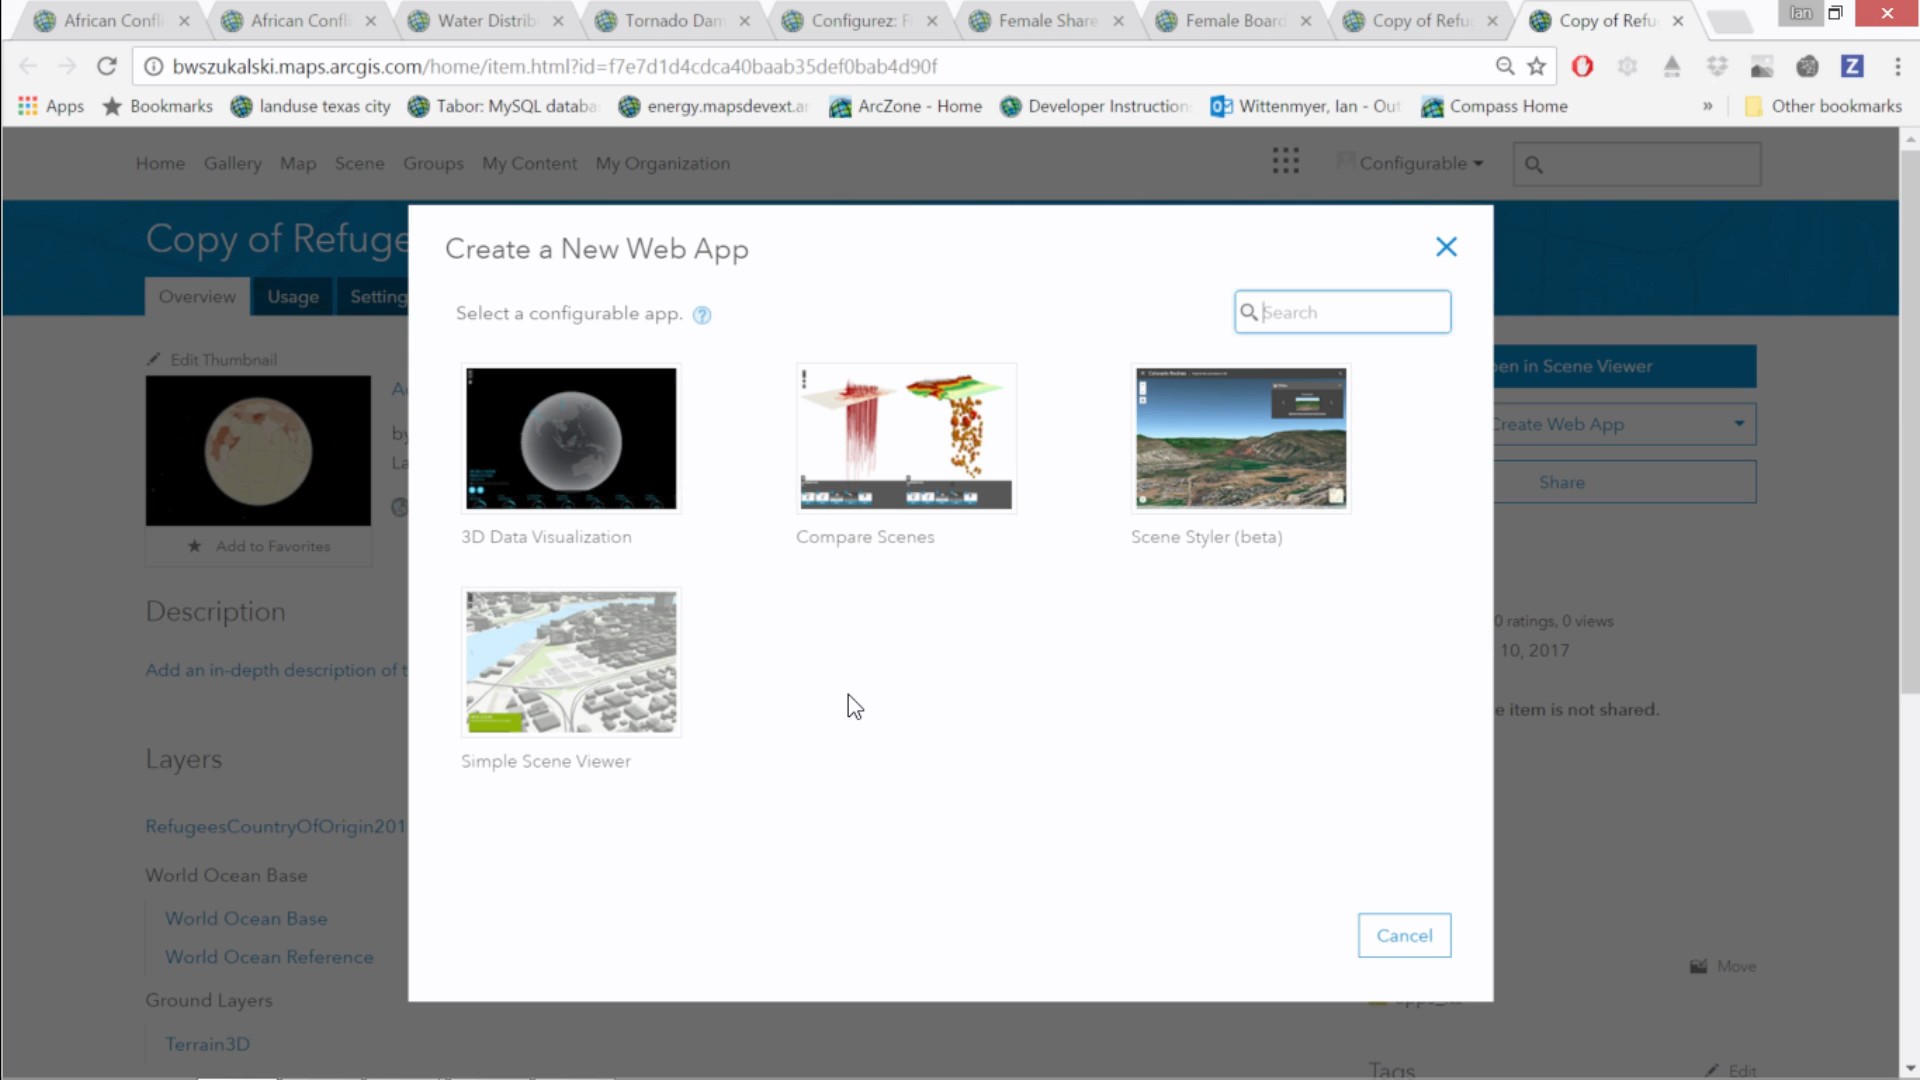 African Confli
African Confli
Water Distrib
Tornado Dam
Configurez: F
Female Share
Female Board
Copy of Refu
Copy of Refu
Ian
bwszukalski.maps.arcgis.com/home/item.html?id=f7e7d1d4cdca40baab35def0bab4d90f
Z
Apps
Bookmarks
landuse texas city
Tabor: MySQL databa
energy.mapsdevext.ar
ArcZone - Home
Developer Instruction
Wittenmyer, Ian - Out
Compass Home
»
Other bookmarks
Home Gallery Map Scene Groups My Content My Organization
Configurable
Copy of Refuge
Overview Usage Setting
Create a New Web App
Select a configurable app. ?
Search
Edit Thumbnail
Add to Favorites
by
La
3D Data Visualization
Compare Scenes
Scene Styler (beta)
Simple Scene Viewer
en in Scene Viewer
Create Web App
Share
Description
Add an in-depth description of t
0 ratings, 0 views
10, 2017
e item is not shared.
Layers
RefugeesCountryOfOrigin201
World Ocean Base
World Ocean Base
World Ocean Reference
Ground Layers
Terrain3D
Cancel
Move
Tags
Edit